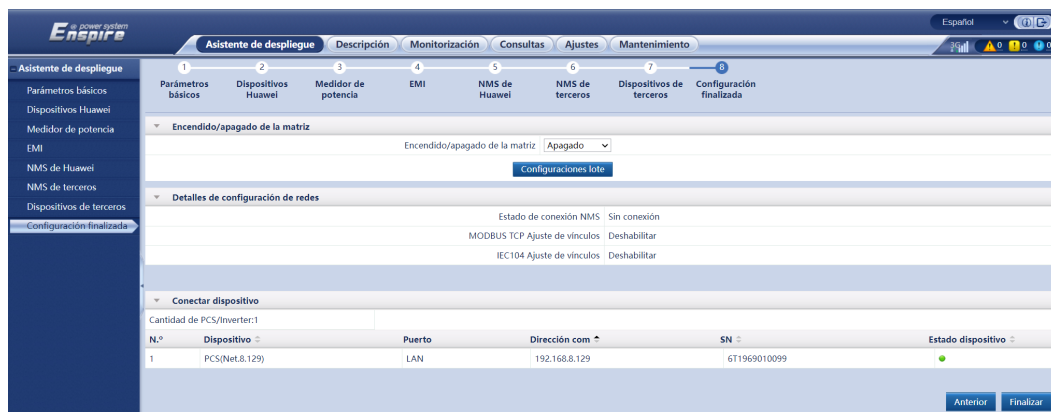 e power system
Enspire
Español
Asistente de despliegue
Descripción
Monitorización
Consultas
Ajustes
Mantenimiento
3G
0
0
0
Asistente de despliegue
Parámetros básicos
Dispositivos Huawei
Medidor de potencia
EMI
NMS de Huawei
NMS de terceros
Dispositivos de terceros
Configuración finalizada
1 2 3 4 5 6 7 8
Parámetros básicos
Dispositivos Huawei
Medidor de potencia
EMI
NMS de Huawei
NMS de terceros
Dispositivos de terceros
Configuración finalizada
Encendido/apagado de la matriz
Encendido/apagado de la matriz Apagado
Configuraciones lote
Detalles de configuración de redes
Estado de conexión NMS Sin conexión
MODBUS TCP Ajuste de vínculos Deshabilitar
IEC104 Ajuste de vínculos Deshabilitar
Conectar dispositivo
Cantidad de PCS/Inverter:1
N.º Dispositivo Puerto Dirección com SN Estado dispositivo
1 PCS(Net.8.129) LAN 192.168.8.129 6T1969010099
Anterior Finalizar